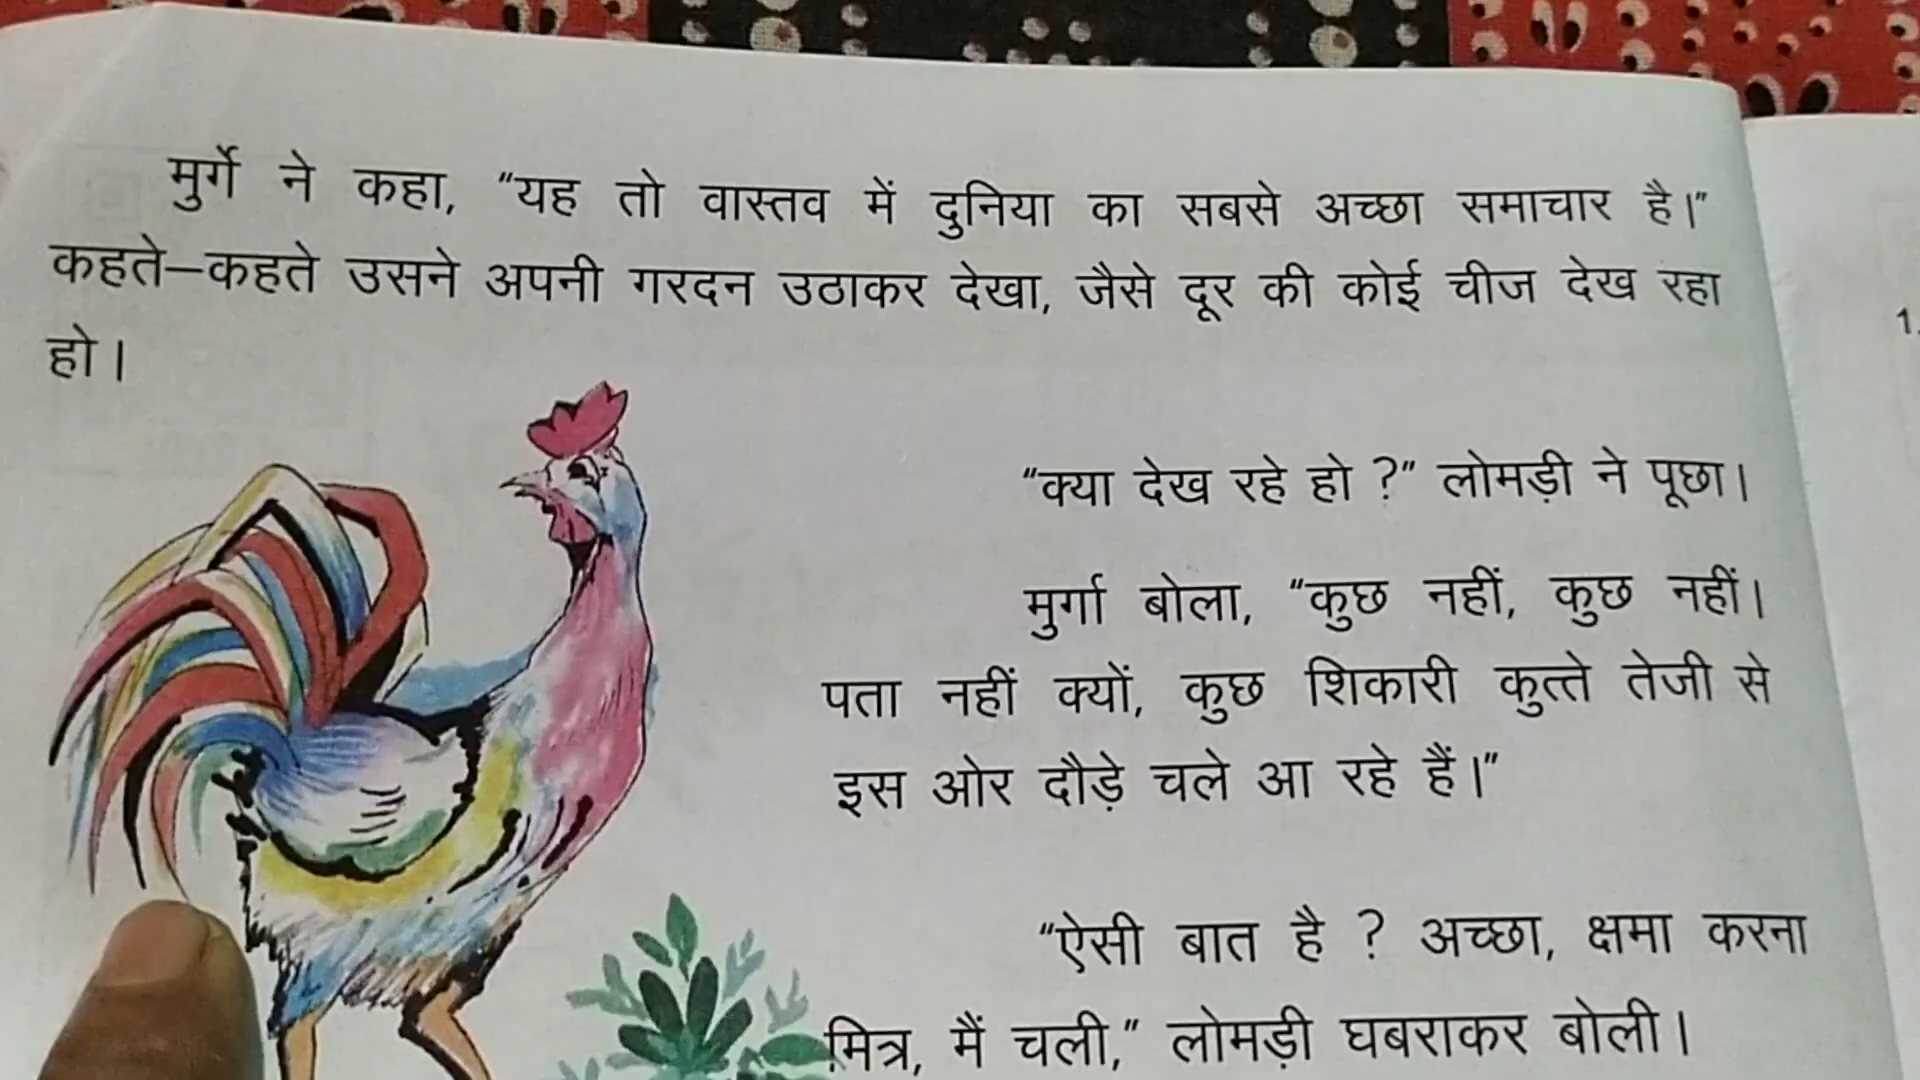 मुर्गे ने कहा, “यह तो वास्तव में दुनिया का सबसे अच्छा समाचार है।”
कहते–कहते उसने अपनी गरदन उठाकर देखा, जैसे दूर की कोई चीज देख रहा
हो।
“क्या देख रहे हो ?” लोमड़ी ने पूछा।
मुर्गा बोला, “कुछ नहीं, कुछ नहीं।
पता नहीं क्यों, कुछ शिकारी कुत्ते तेजी से
इस ओर दौड़े चले आ रहे हैं।”
“ऐसी बात है ? अच्छा, क्षमा करना
मित्र, मैं चली,” लोमड़ी घबराकर बोली।
1.